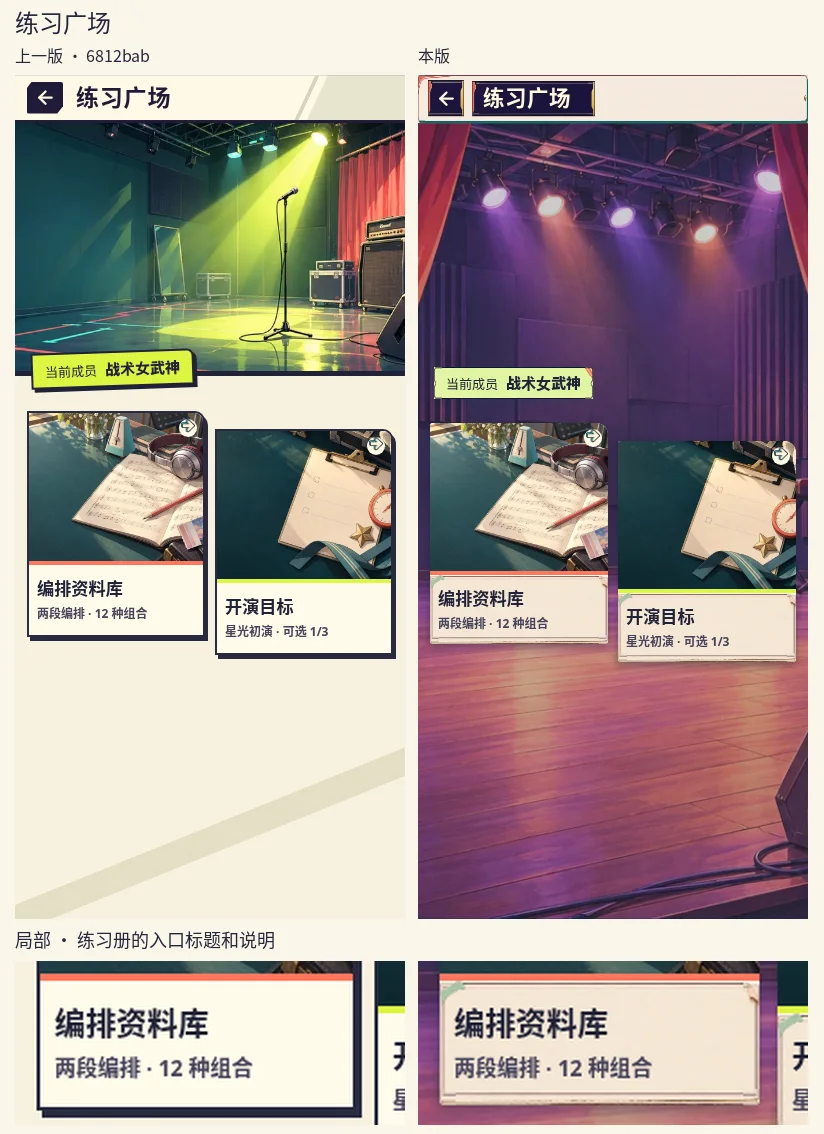 练习广场
上一版 · 6812bab
本版
练习广场
当前成员 战术女武神
编排资料库
两段编排 · 12 种组合
开演目标
星光初演 · 可选 1/3
练习广场
当前成员 战术女武神
编排资料库
两段编排 · 12 种组合
开演目标
星光初演 · 可选 1/3
局部 · 练习册的入口标题和说明
编排资料库
两段编排 · 12 种组合
编排资料库
两段编排 · 12 种组合